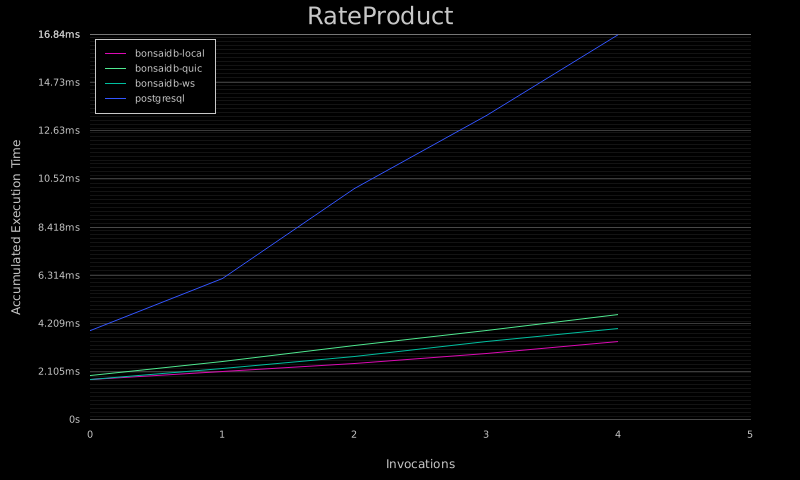 RateProduct
16.84ms
14.73ms
12.63ms
10.52ms
8.418ms
6.314ms
4.209ms
2.105ms
0s
Accumulated Execution Time
bonsaidb-local
bonsaidb-quic
bonsaidb-ws
postgresql
0 1 2 3 4 5
Invocations